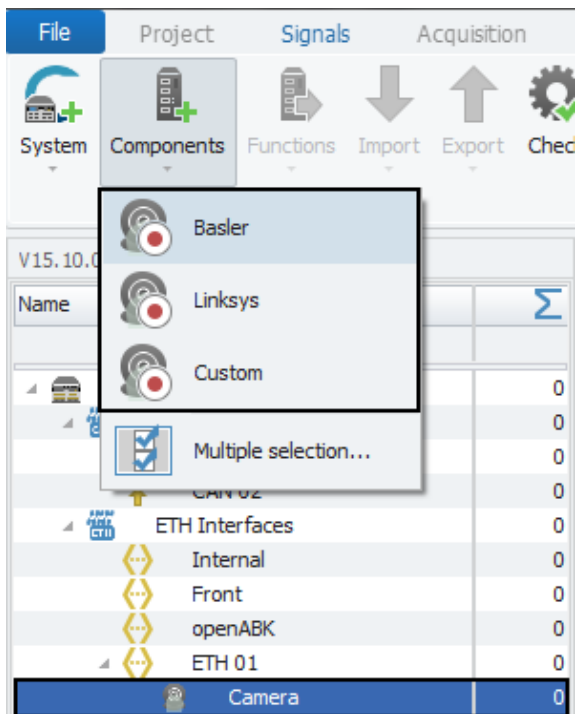 File Project Signals Acquisition
System Components Functions Import Export Chec
Basler
V15.10.0
Linksys
Name Σ
Custom
0
0
Multiple selection...
0
CAN 02 0
ETH Interfaces 0
Internal 0
Front 0
openABK 0
ETH 01 0
Camera 0